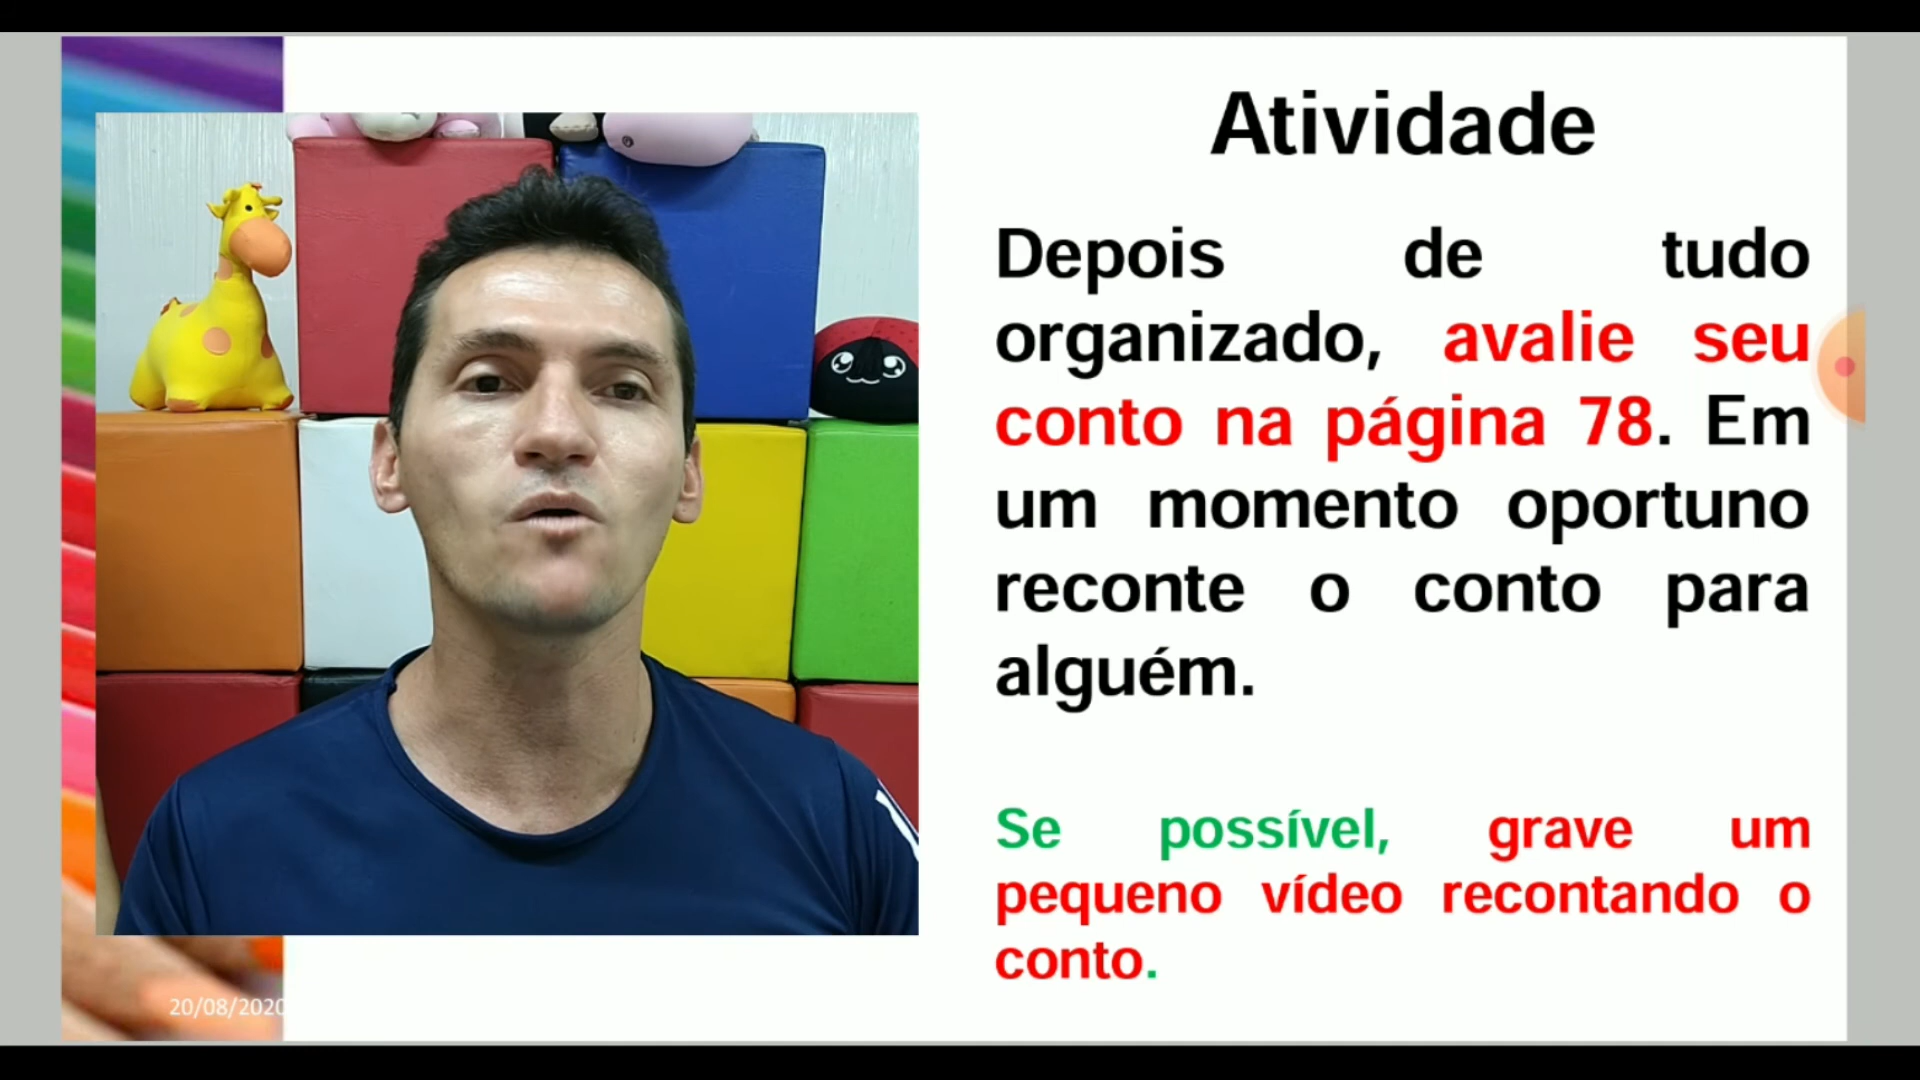 Atividade
Depois de tudo
organizado, avalie seu
conto na página 78. Em
um momento oportuno
reconte o conto para
alguém.
Se possível, grave um
pequeno vídeo recontando o
conto.
20/08/2020